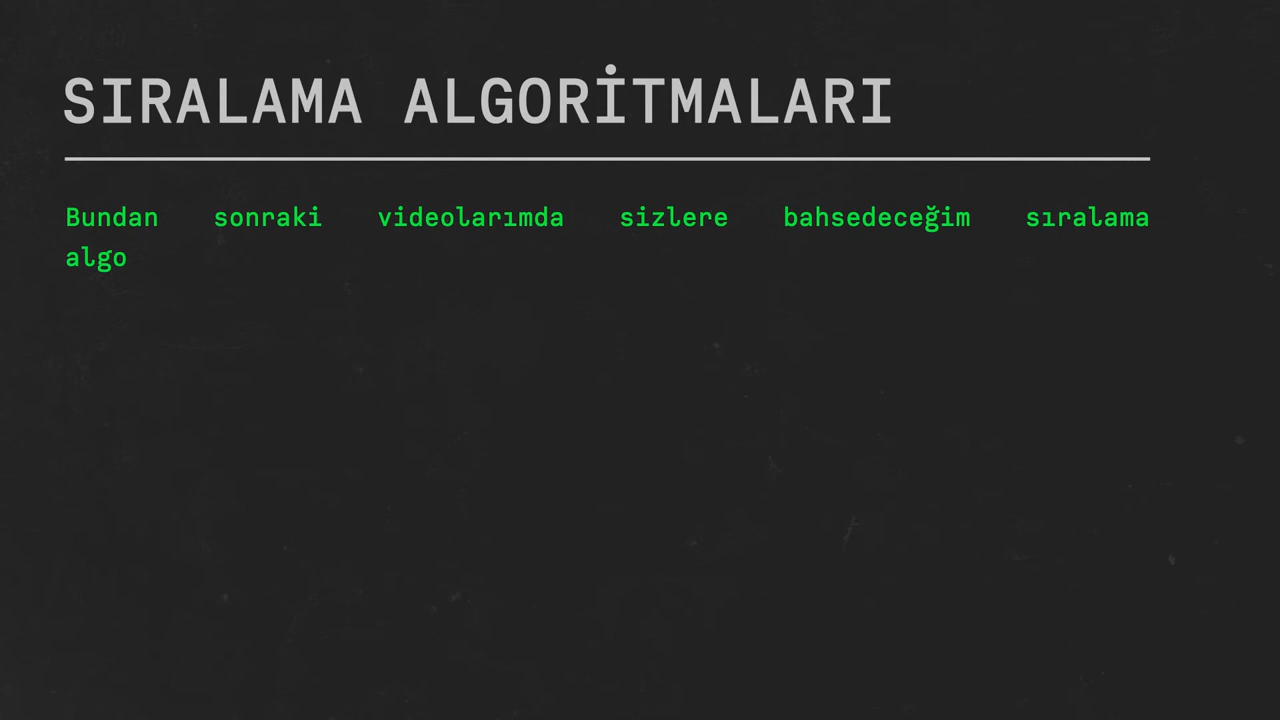 SIRALAMA ALGORİTMALARI
Bundan sonraki videolarımda sizlere bahsedeceğim sıralama
algo